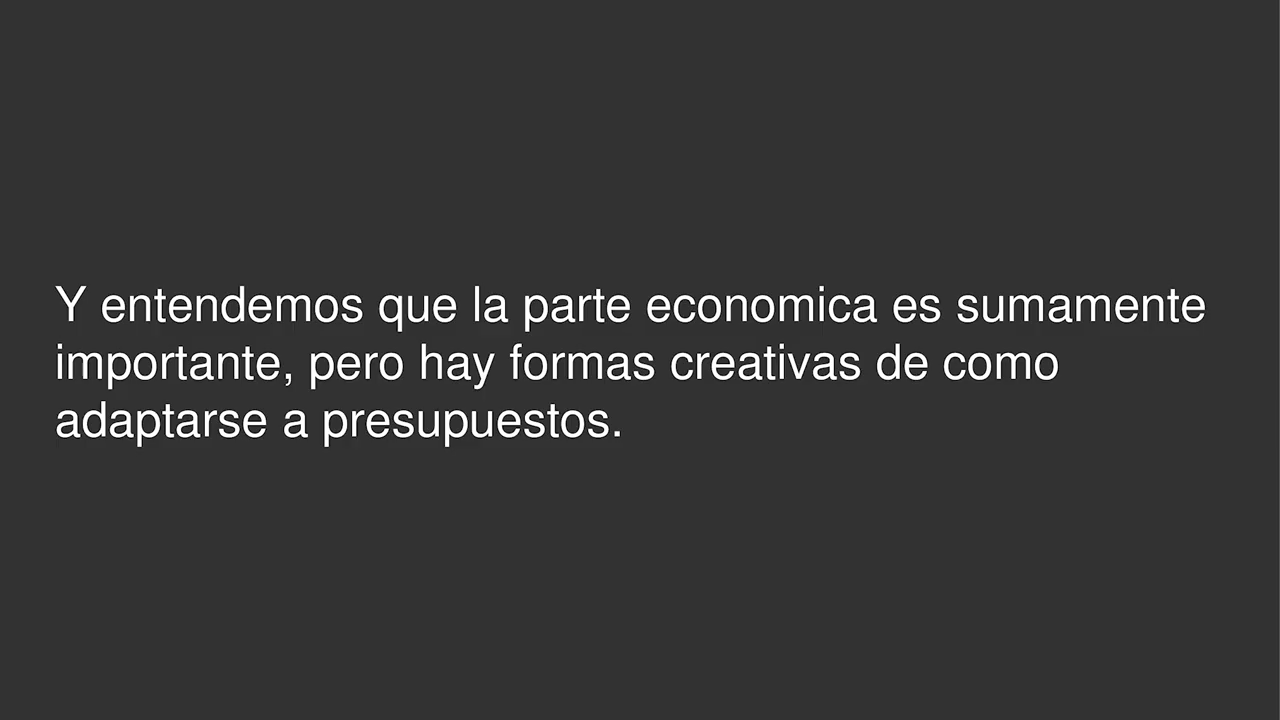 Y entendemos que la parte economica es sumamente
importante, pero hay formas creativas de como
adaptarse a presupuestos.